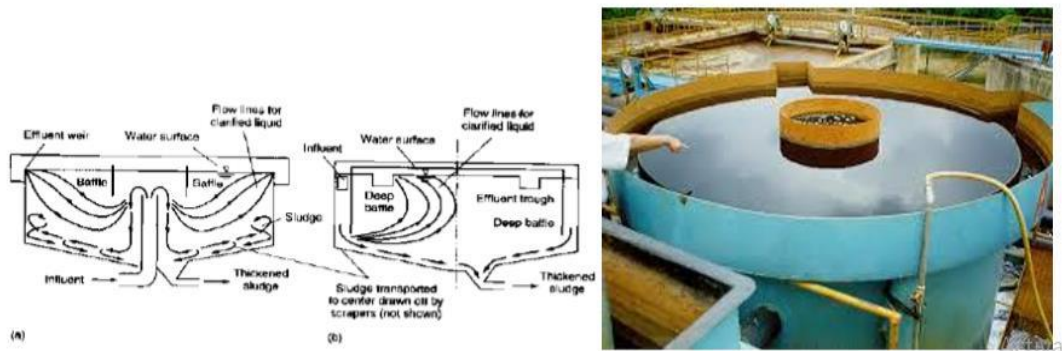 Flow lines for
clarified liquid
Effluent weir
Water surface
Baffle
Baffle
Sludge
Influent
Thickened
sludge
(a)
Flow lines for
clarified liquid
Water surface
Influent
Deep
baffle
Effluent trough
Deep baffle
Thickened
sludge
Sludge transported
to center drawn off by
scrapers (not shown)
(b)